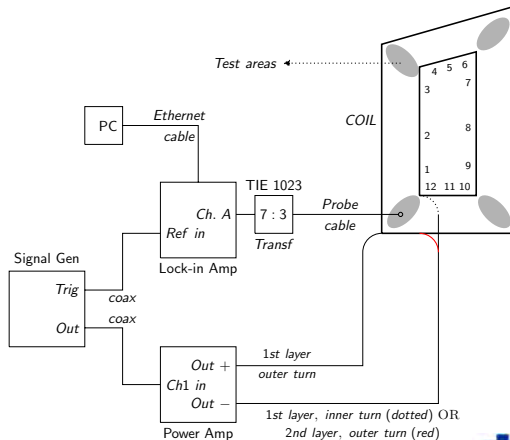 Test areas
6
5
4
7
3
COIL
2
8
1
9
12 11 10
PC
Ethernet
cable
TIE 1023
Ch. A
7 : 3
Probe
cable
Ref in
Transf
Lock-in Amp
Signal Gen
Trig
coax
Out
coax
Out +
1st layer
outer turn
Ch1 in
Out −
1st layer, inner turn (dotted) OR
2nd layer, outer turn (red)
Power Amp